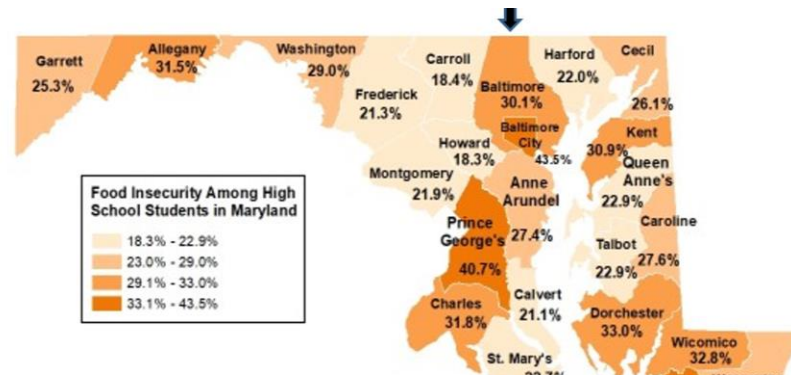 Garrett
25.3%
Allegany
31.5%
Washington
29.0%
Frederick
21.3%
Carroll
18.4%
Baltimore
30.1%
Baltimore
City
43.5%
Harford
22.0%
Cecil
26.1%
Howard
18.3%
Montgomery
21.9%
Kent
30.9%
Queen
Anne's
22.9%
Anne
Arundel
27.4%
Prince
George's
40.7%
Caroline
27.6%
Talbot
22.9%
Calvert
21.1%
Charles
31.8%
Dorchester
33.0%
Wicomico
32.8%
St. Mary's
Food Insecurity Among High
School Students in Maryland
18.3% - 22.9%
23.0% - 29.0%
29.1% - 33.0%
33.1% - 43.5%